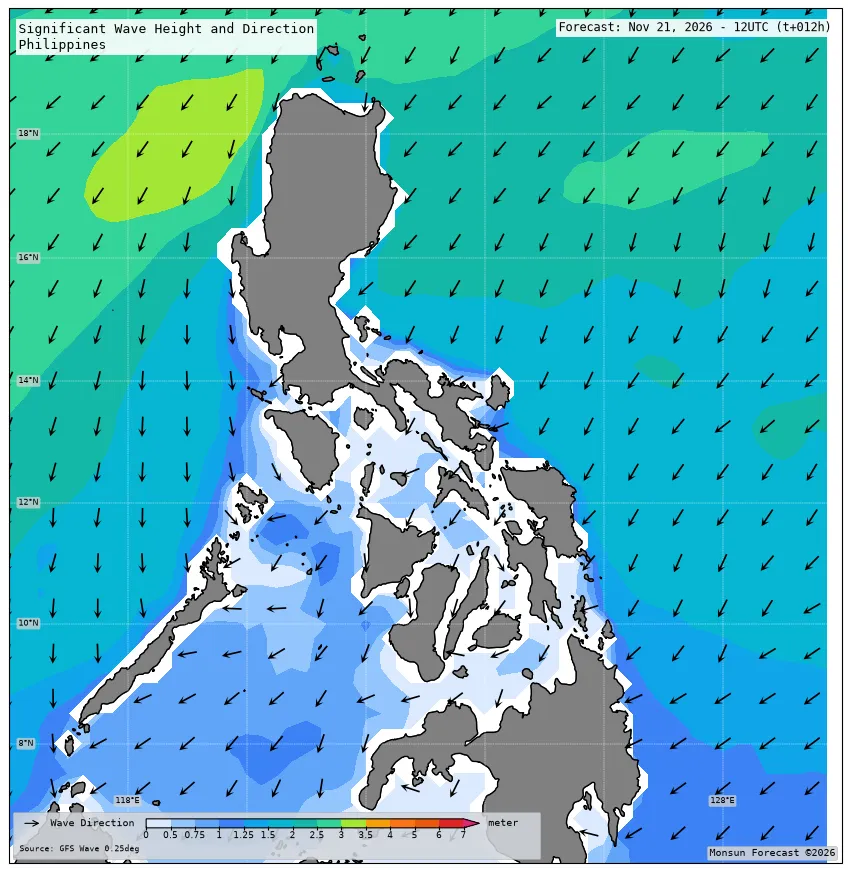 Significant Wave Height and Direction
Philippines
Forecast: Nov 21, 2026 - 12UTC (t+012h)
18°N
16°N
14°N
12°N
10°N
8°N
118°E
128°E
Wave Direction
0 0.5 0.75 1 1.25 1.5 2 2.5 3 3.5 4 5 6 7
meter
Source: GFS Wave 0.25deg
Monsun Forecast ©2026